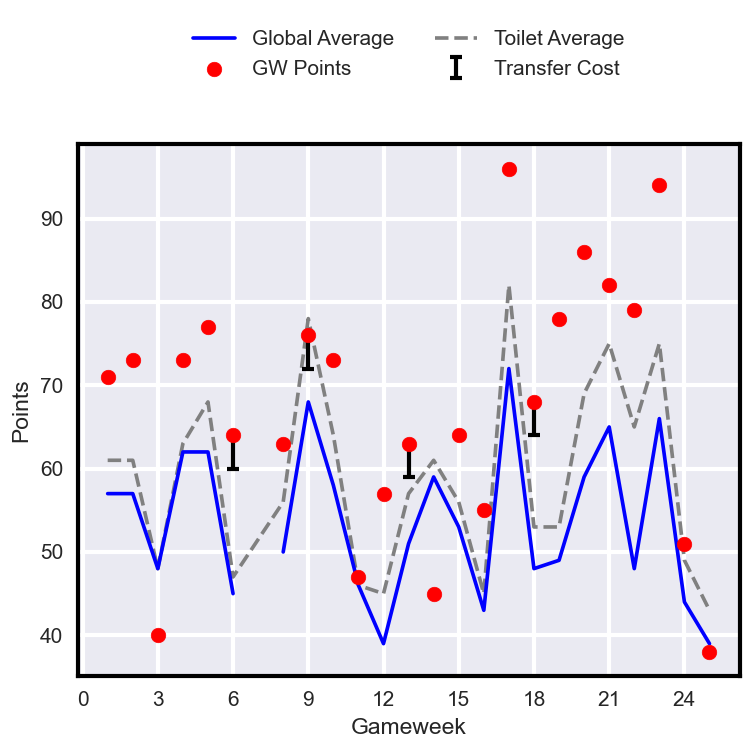 Global Average
GW Points
Toilet Average
Transfer Cost
Points
90
80
70
60
50
40
0 3 6 9 12 15 18 21 24
Gameweek